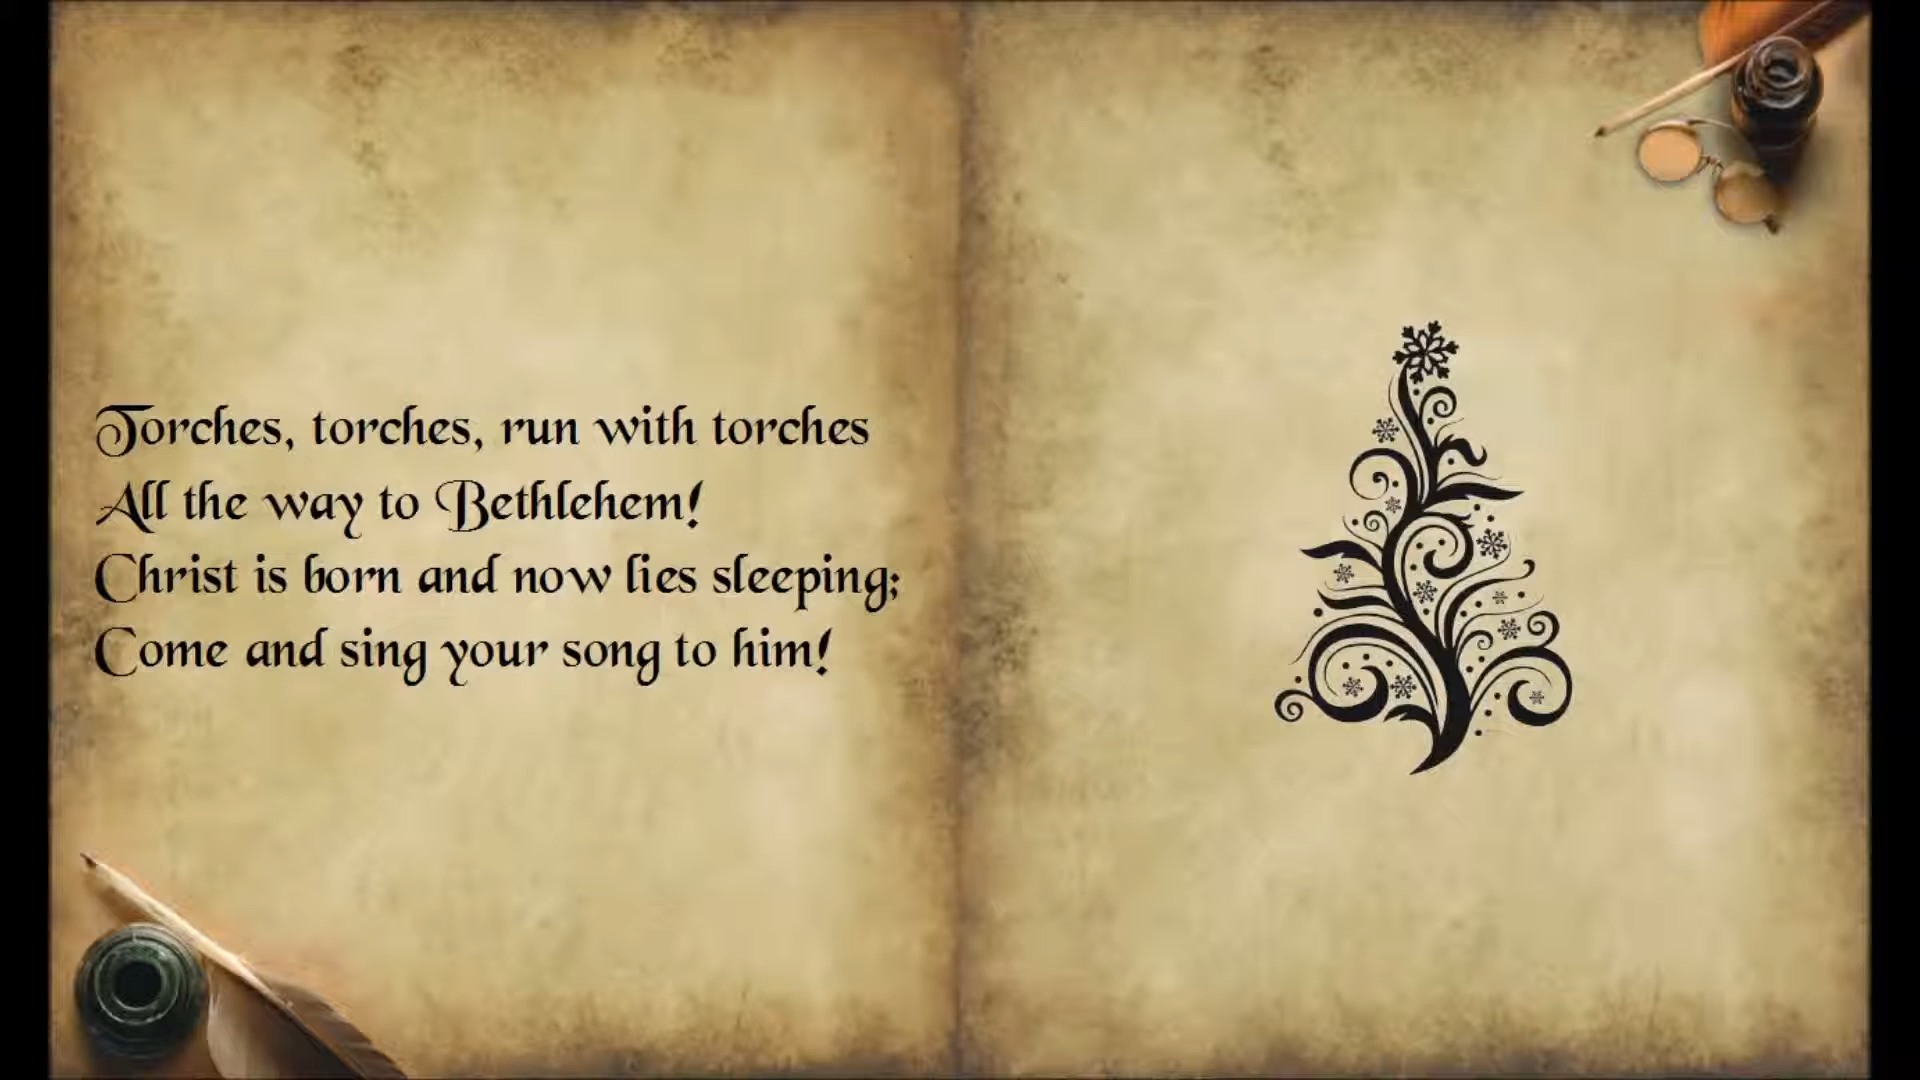 Torches, torches, run with torches
All the way to Bethlehem!
Christ is born and now lies sleeping;
Come and sing your song to him!